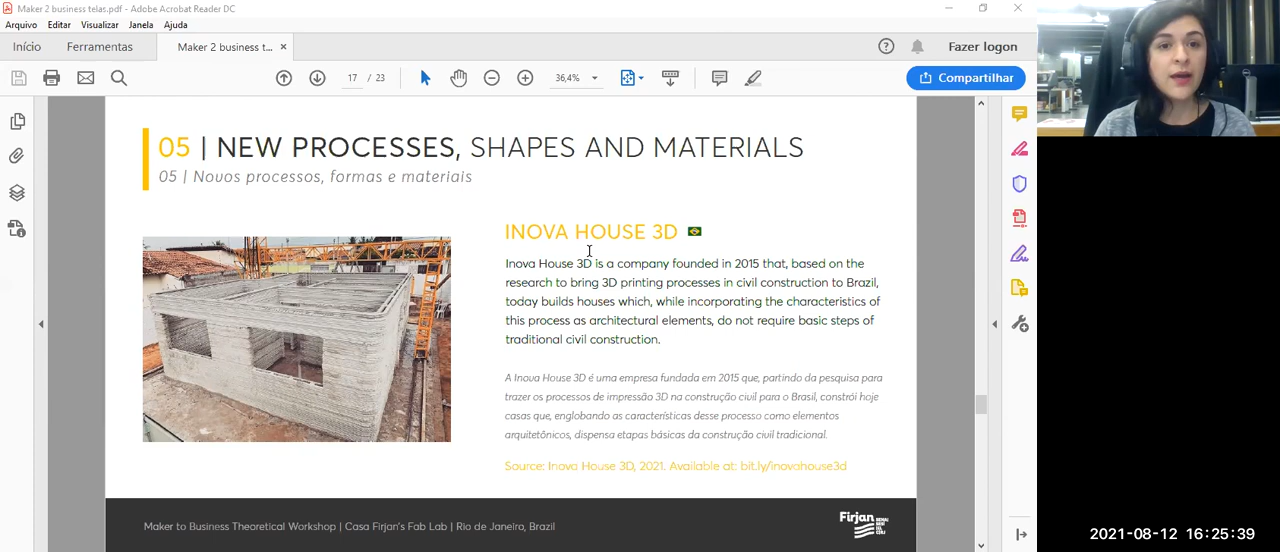 Maker 2 business telas.pdf - Adobe Acrobat Reader DC
Arquivo Editar Visualizar Janela Ajuda
Início Ferramentas Maker 2 business t... × Fazer logon
17 / 23 36,4% Compartilhar
05 | NEW PROCESSES, SHAPES AND MATERIALS
05 | Novos processos, formas e materiais
INOVA HOUSE 3D
Inova House 3D is a company founded in 2015 that, based on the
research to bring 3D printing processes in civil construction to Brazil,
today builds houses which, while incorporating the characteristics of
this process as architectural elements, do not require basic steps of
traditional civil construction.
A Inova House 3D é uma empresa fundada em 2015 que, partindo da pesquisa para
trazer os processos de impressão 3D na construção civil para o Brasil, constrói hoje
casas que, englobando as características desse processo como elementos
arquitetônicos, dispensa etapas básicas da construção civil tradicional.
Source: Inova House 3D, 2021. Available at: bit.ly/inovahouse3d
Maker to Business Theoretical Workshop | Casa Firjan's Fab Lab | Rio de Janeiro, Brazil
Firjan
2021-08-12 16:25:39